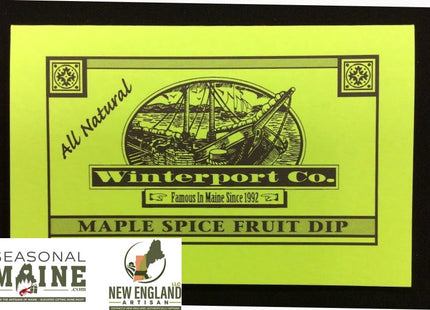 All Natural
Winterport Co.
Famous In Maine Since 1992
MAPLE SPICE FRUIT DIP
SEASONAL
MAINE
.com
NEW ENGLAND
LLC
ARTISAN